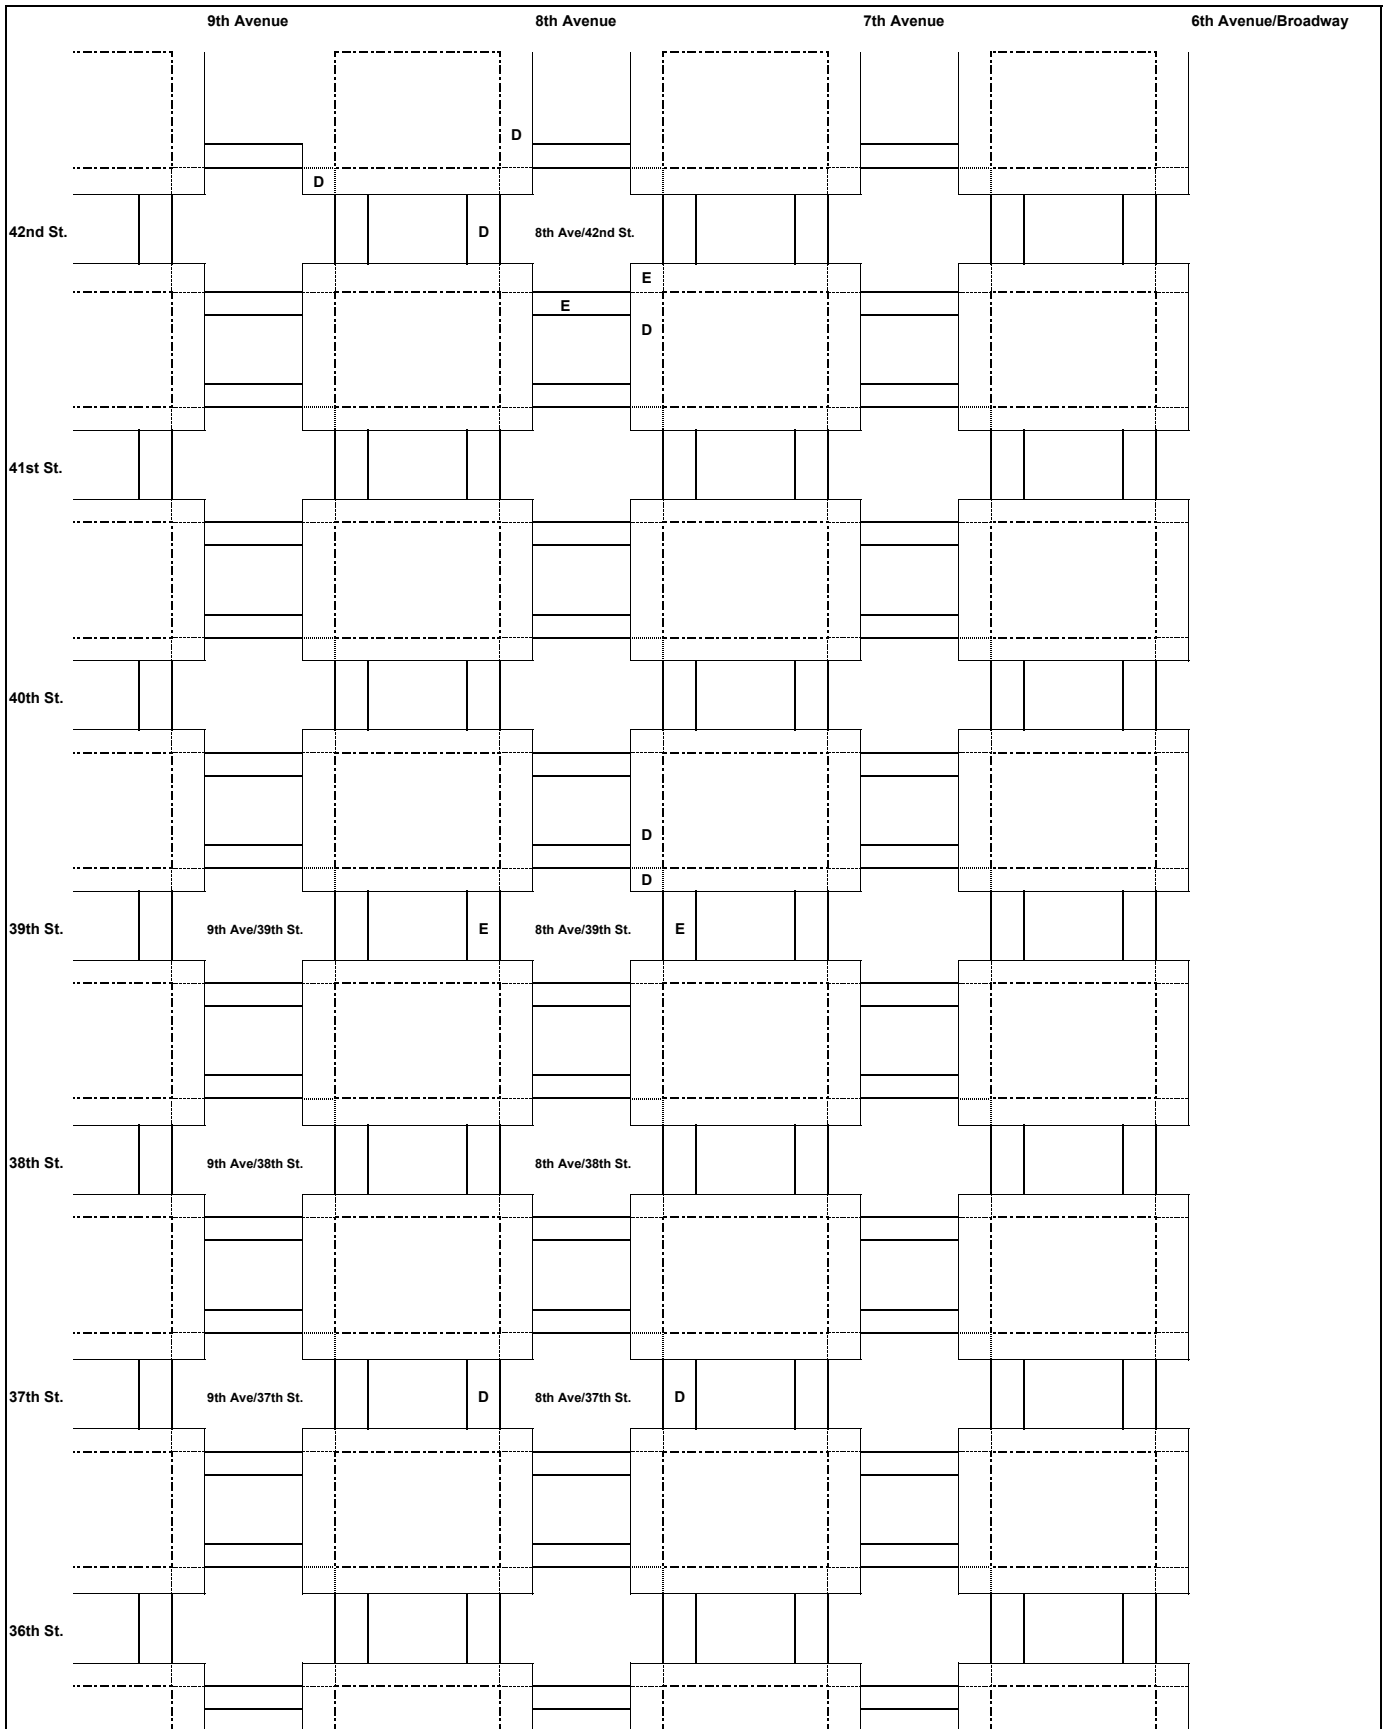 9th Avenue 8th Avenue 7th Avenue 6th Avenue/Broadway
D
D
42nd St. D 8th Ave/42nd St.
E
E
D
41st St.
40th St.
D
D
39th St. 9th Ave/39th St. E 8th Ave/39th St. E
38th St. 9th Ave/38th St. 8th Ave/38th St.
37th St. 9th Ave/37th St. D 8th Ave/37th St. D
36th St.